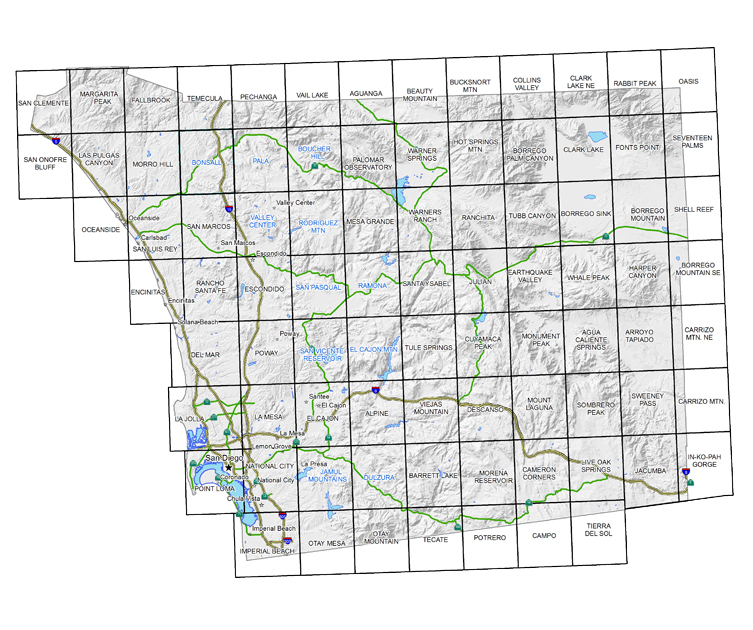 SAN CLEMENTE
MARGARITA
PEAK
FALLBROOK
TEMECULA
PECHANGA
VAIL LAKE
AGUANGA
BEAUTY
MOUNTAIN
BUCKSNORT
MTN
COLLINS
VALLEY
CLARK
LAKE NE
RABBIT PEAK
OASIS
SAN ONOFRE
BLUFF
LAS PULGAS
CANYON
MORRO HILL
BONSALL
PALA
BOUCHER
HILL
PALOMAR
OBSERVATORY
WARNER
SPRINGS
HOT SPRINGS
MTN
BORREGO
PALM CANYON
CLARK LAKE
FONTS POINT
SEVENTEEN
PALMS
OCEANSIDE
Oceanside
Carlsbad
SAN LUIS REY
SAN MARCOS
San Marcos
VALLEY
CENTER
Valley Center
RODRIGUEZ
MTN
MESA GRANDE
WARNERS
RANCH
RANCHITA
TUBB CANYON
BORREGO SINK
BORREGO
MOUNTAIN
SHELL REEF
Escondido
ENCINITAS
Encinitas
RANCHO
SANTA FE
ESCONDIDO
SAN PASQUAL
RAMONA
SANTA YSABEL
JULIAN
EARTHQUAKE
VALLEY
WHALE PEAK
HARPER
CANYON
BORREGO
MOUNTAIN SE
Solana Beach
DEL MAR
Poway
POWAY
SAN VICENTE
RESERVOIR
EL CAJON MTN
TULE SPRINGS
CUYAMACA
PEAK
MONUMENT
PEAK
AGUA
CALIENTE
SPRINGS
ARROYO
TAPIADO
CARRIZO
MTN. NE
LA JOLLA
LA MESA
La Mesa
Santee
El Cajon
EL CAJON
ALPINE
VIEJAS
MOUNTAIN
DESCANSO
MOUNT
LAGUNA
SOMBRERO
PEAK
SWEENEY
PASS
CARRIZO MTN.
Lemon Grove
San Diego
Coronado
POINT LOMA
NATIONAL CITY
National City
Chula Vista
La Presa
JAMUL
MOUNTAINS
DULZURA
BARRETT LAKE
MORENA
RESERVOIR
CAMERON
CORNERS
LIVE OAK
SPRINGS
JACUMBA
IN-KO-PAH
GORGE
Imperial Beach
IMPERIAL BEACH
OTAY MESA
OTAY
MOUNTAIN
TECATE
POTRERO
CAMPO
TIERRA
DEL SOL